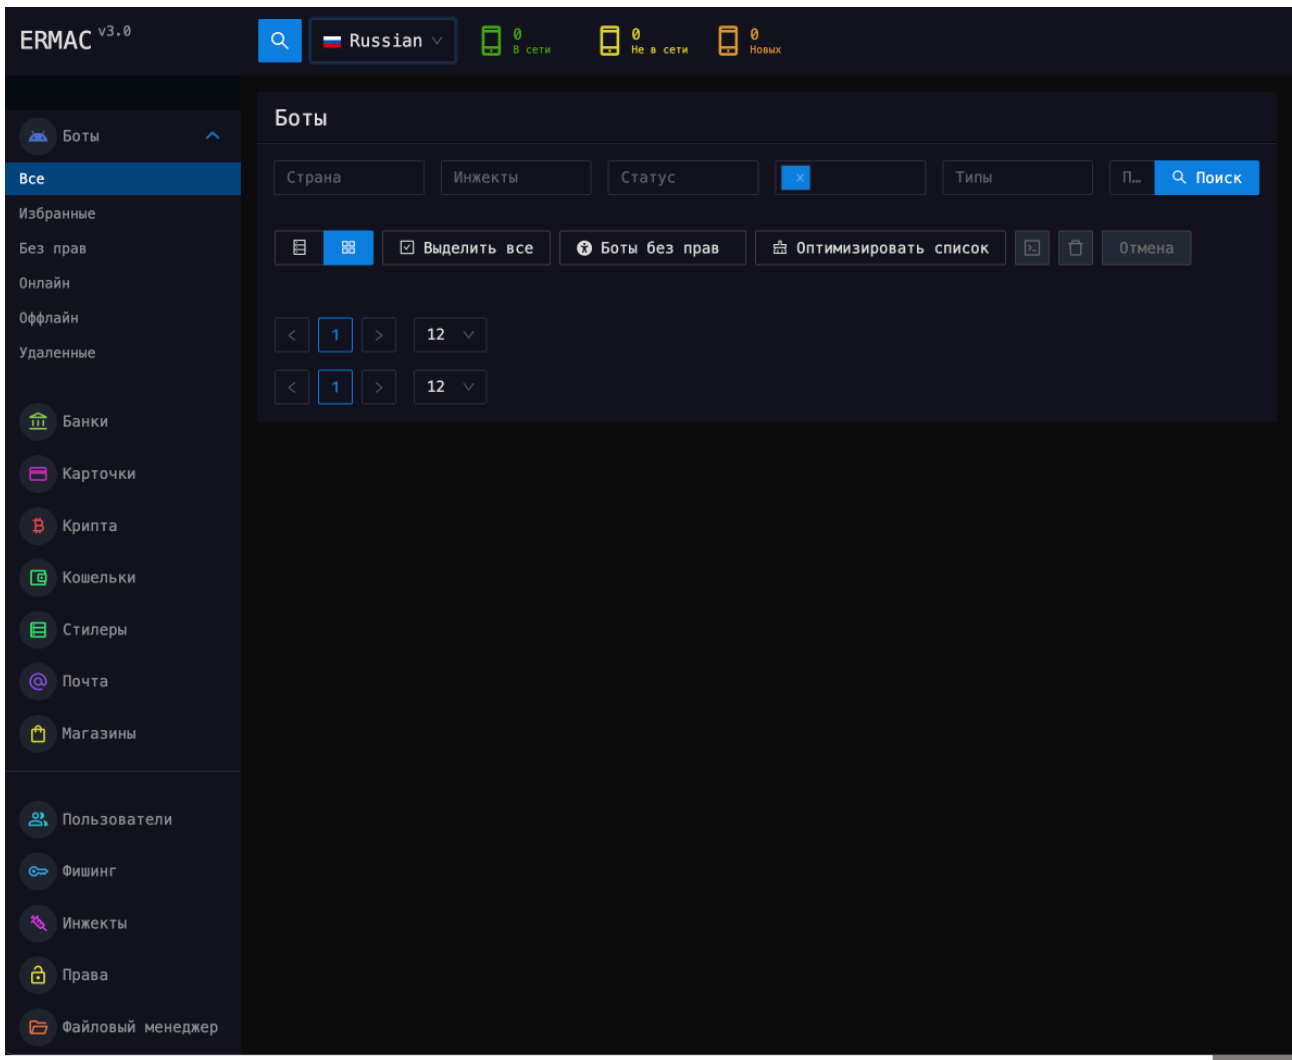 ERMAC v3.0
Russian
0
В сети
0
Не в сети
0
Новых
Боты
Все
Избранные
Без прав
Онлайн
Оффлайн
Удаленные
Банки
Карточки
Крипта
Кошельки
Стилеры
Почта
Магазины
Пользователи
Фишинг
Инжекты
Права
Файловый менеджер
Боты
Страна Инжекты Статус Типы П… Поиск
Выделить все Боты без прав Оптимизировать список Отмена
< 1 > 12
< 1 > 12